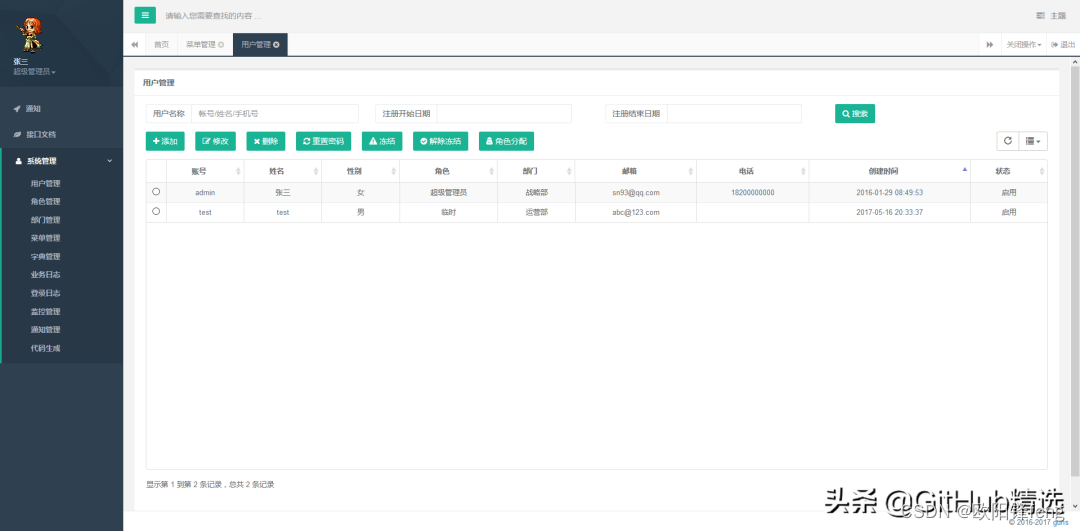 请输入您需要查找的内容 ...
主题
张三
超级管理员
首页
菜单管理
用户管理
关闭操作
退出
通知
接口文档
系统管理
用户管理
角色管理
部门管理
菜单管理
字典管理
业务日志
登录日志
监控管理
通知管理
代码生成
用户管理
用户名称 帐号/姓名/手机号 注册开始日期 注册结束日期 搜索
添加 修改 删除 重置密码 冻结 解除冻结 角色分配
账号 姓名 性别 角色 部门 邮箱 电话 创建时间 状态
admin 张三 女 超级管理员 战略部 sn93@qq.com 18200000000 2016-01-29 08:49:53 启用
test test 男 临时 运营部 abc@123.com 2017-05-16 20:33:37 启用
显示第 1 到第 2 条记录，总共 2 条记录
头条 @GitHub精选
CSDN @欧阳锋feng
© 2016-2017 guns